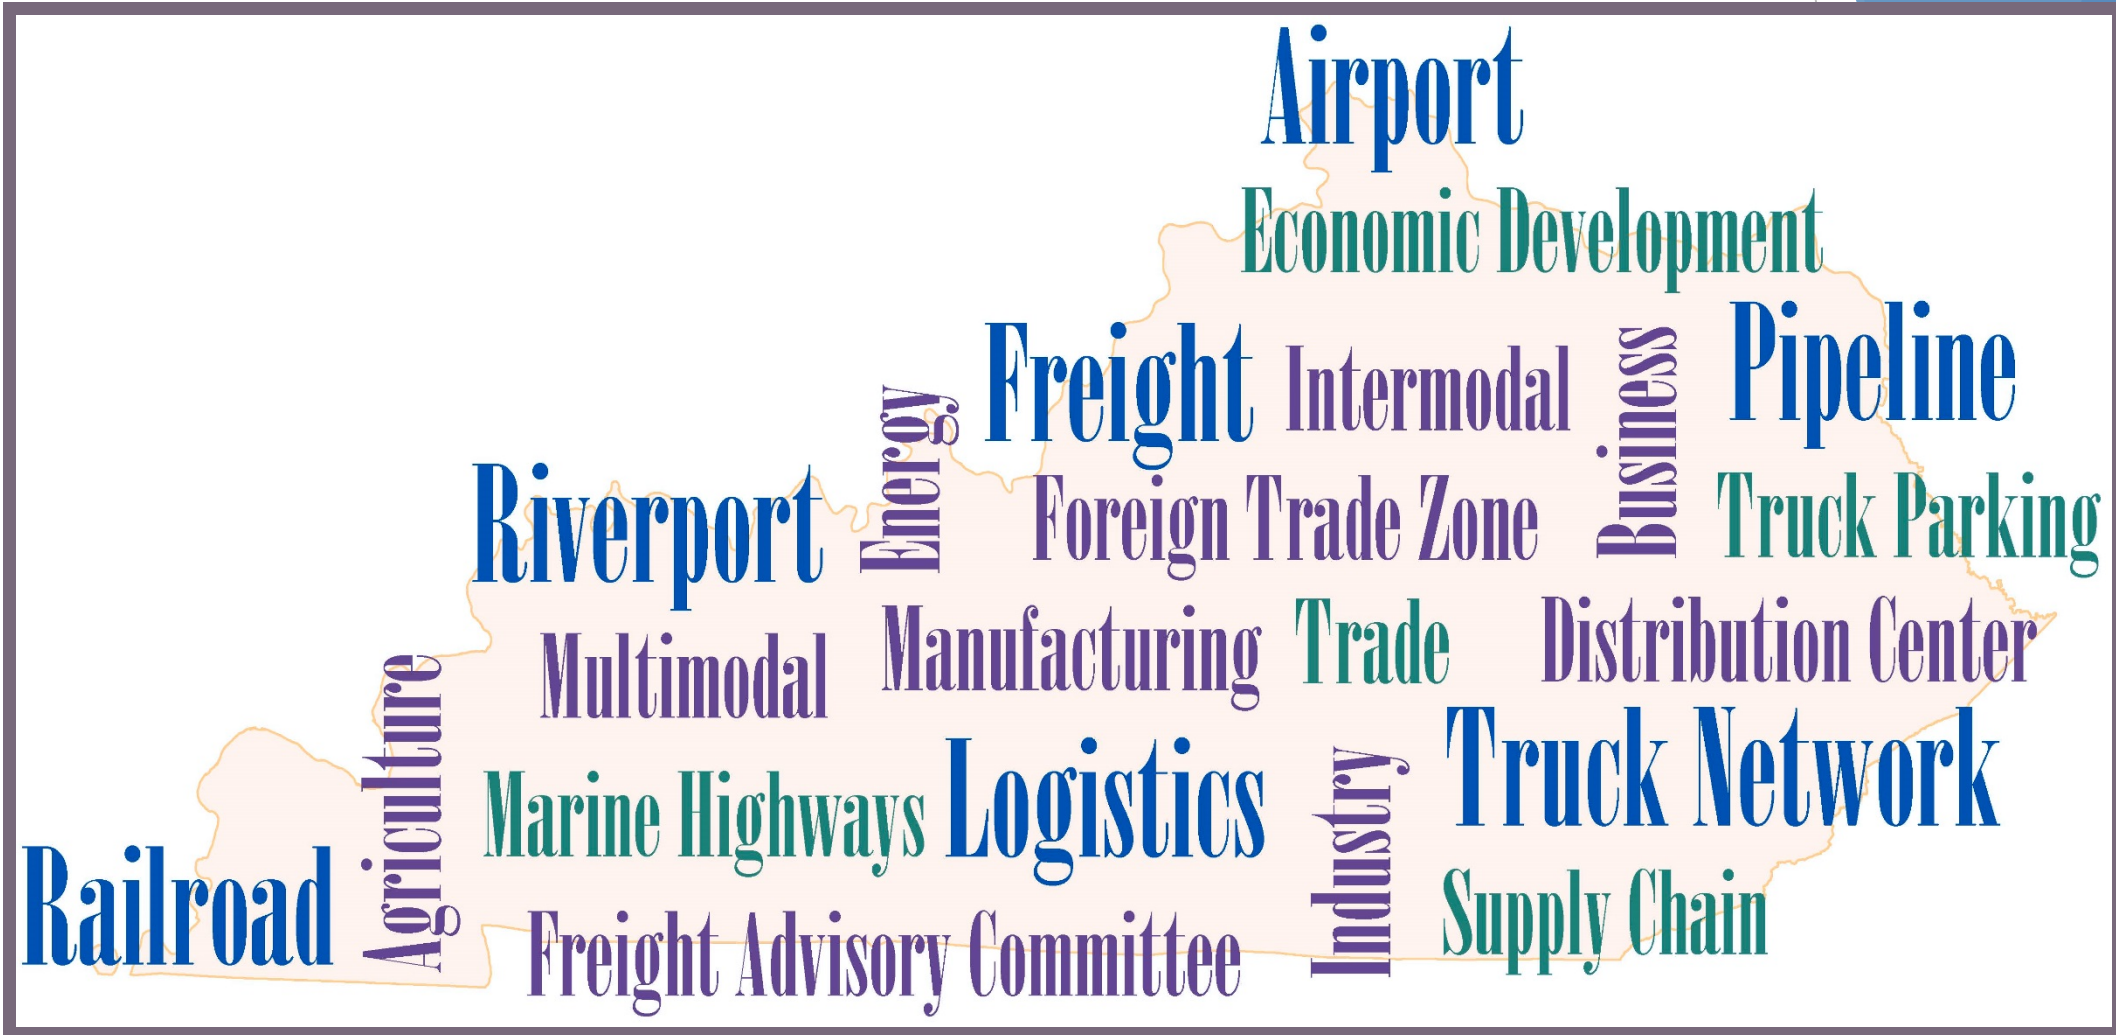 Airport
Economic Development
Freight
Intermodal
Business
Pipeline
Energy
Riverport
Foreign Trade Zone
Truck Parking
Multimodal
Manufacturing
Trade
Distribution Center
Agriculture
Marine Highways
Logistics
Industry
Truck Network
Railroad
Freight Advisory Committee
Supply Chain